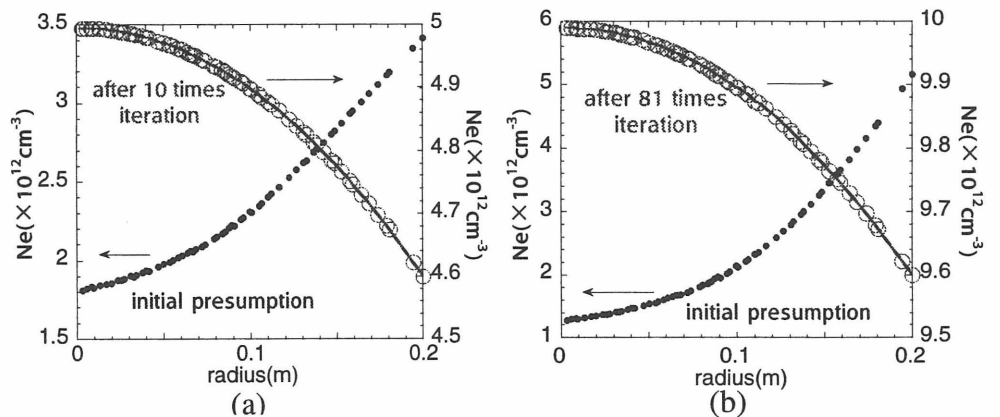 3.5
3
2.5
2
1.5
Ne(×10¹²cm⁻³)
after 10 times
iteration
initial presumption
5
4.9
4.8
4.7
4.6
4.5
Ne(×10¹²cm⁻³)
0
0.1
0.2
radius(m)
(a)
6
5
4
3
2
1
Ne(×10¹²cm⁻³)
after 81 times
iteration
initial presumption
10
9.9
9.8
9.7
9.6
9.5
Ne(×10¹²cm⁻³)
0
0.1
0.2
radius(m)
(b)